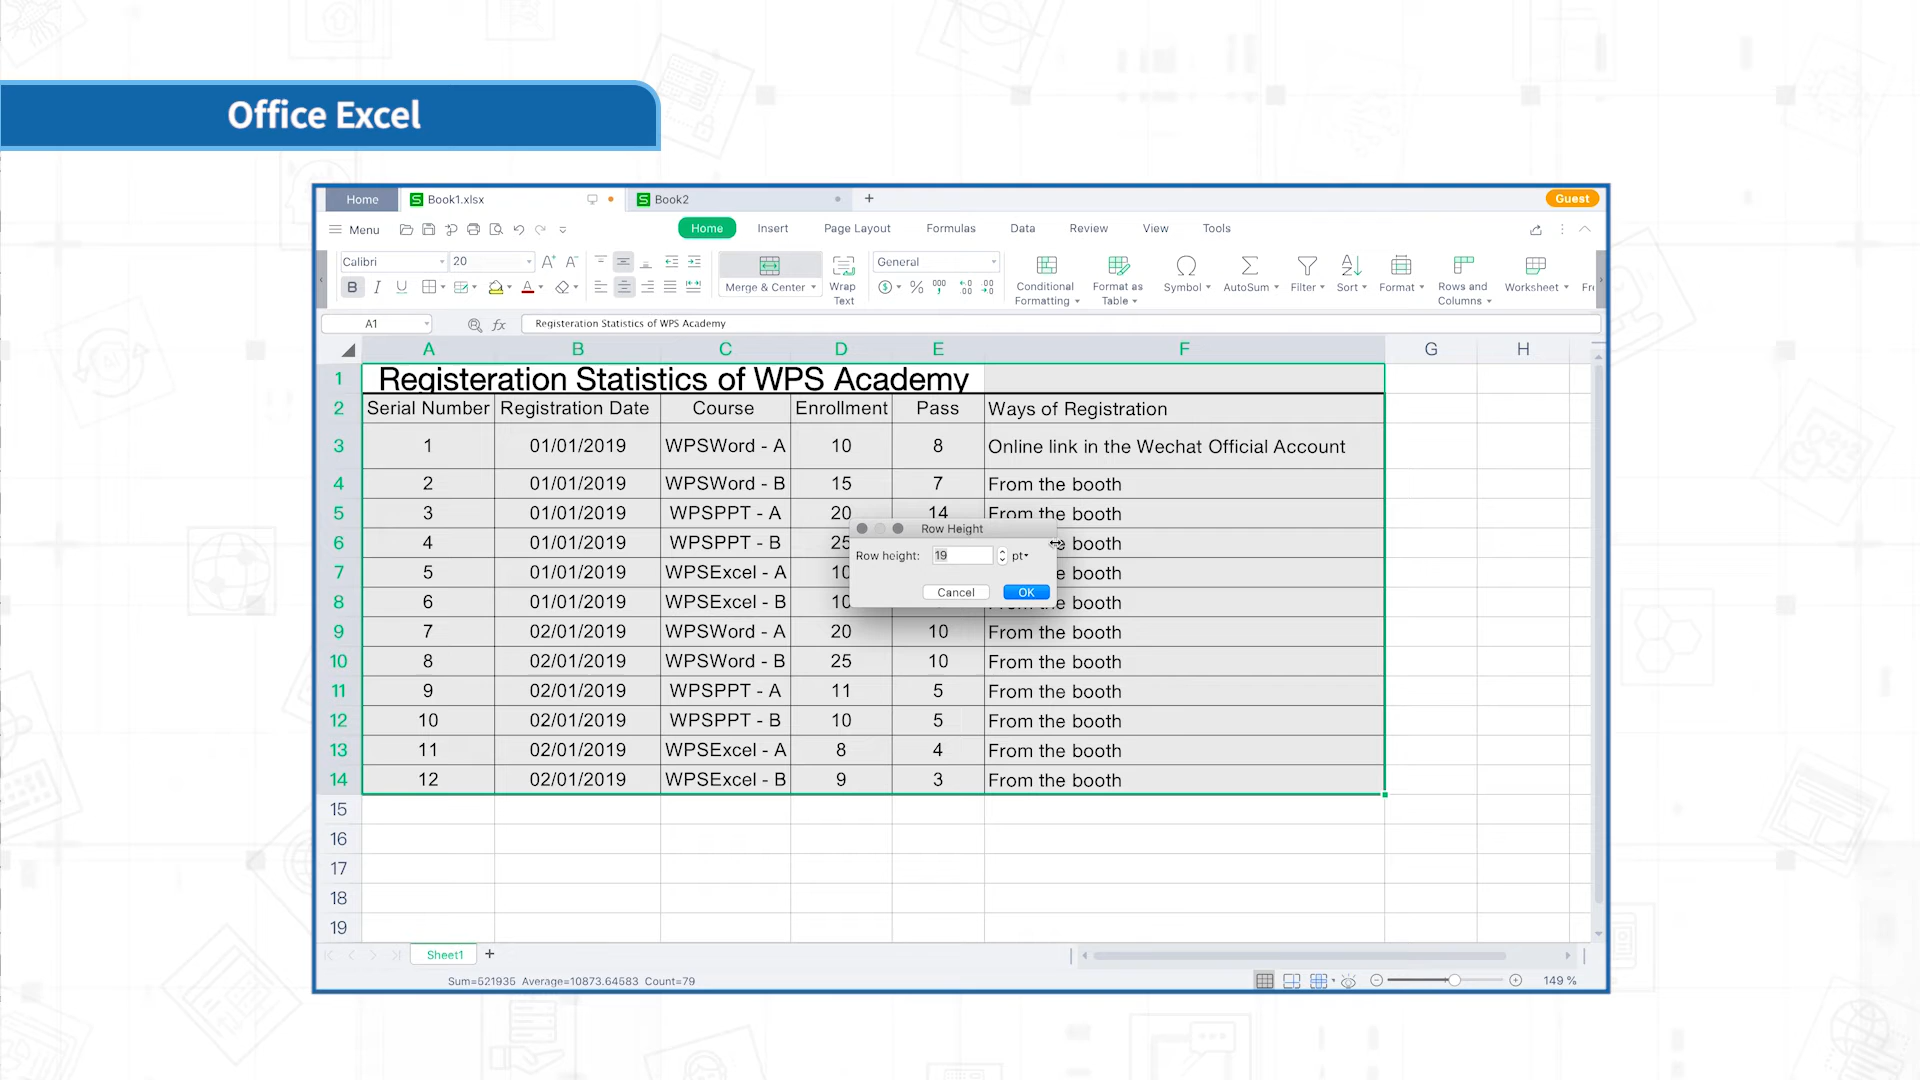 Office Excel
Home Book1.xlsx Book2 + Guest
Menu Home Insert Page Layout Formulas Data Review View Tools
Calibri 20 A+ A- General
B I U A Merge & Center Wrap Text $ % 000 Conditional Formatting Format as Table Symbol AutoSum Filter Sort Format Rows and Columns Worksheet
A1 fx Registeration Statistics of WPS Academy
A B C D E F G H
1 Registeration Statistics of WPS Academy
2 Serial Number Registration Date Course Enrollment Pass Ways of Registration
3 1 01/01/2019 WPSWord - A 10 8 Online link in the Wechat Official Account
4 2 01/01/2019 WPSWord - B 15 7 From the booth
5 3 01/01/2019 WPSPPT - A 20 14 From the booth
Row Height
6 4 01/01/2019 WPSPPT - B 25 booth
Row height: 19 pt
7 5 01/01/2019 WPSExcel - A 10 booth
Cancel OK
8 6 01/01/2019 WPSExcel - B 10 From the booth
9 7 02/01/2019 WPSWord - A 20 10 From the booth
10 8 02/01/2019 WPSWord - B 25 10 From the booth
11 9 02/01/2019 WPSPPT - A 11 5 From the booth
12 10 02/01/2019 WPSPPT - B 10 5 From the booth
13 11 02/01/2019 WPSExcel - A 8 4 From the booth
14 12 02/01/2019 WPSExcel - B 9 3 From the booth
15
16
17
18
19
Sheet1 +
Sum=521935 Average=10873.64583 Count=79 149 %